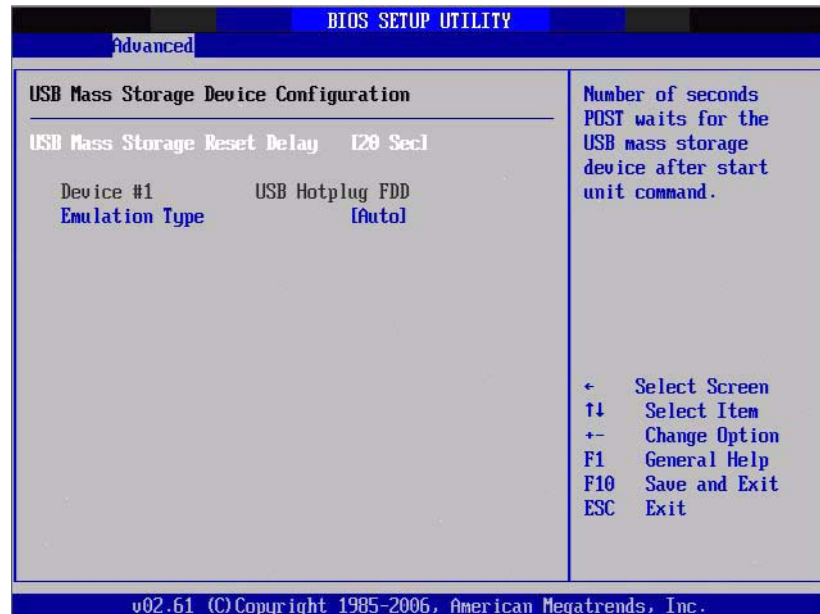 BIOS SETUP UTILITY
Advanced
USB Mass Storage Device Configuration
USB Mass Storage Reset Delay [20 Sec]
Device #1 USB Hotplug FDD
Emulation Type [Auto]
Number of seconds
POST waits for the
USB mass storage
device after start
unit command.
← Select Screen
↑↓ Select Item
+- Change Option
F1 General Help
F10 Save and Exit
ESC Exit
v02.61 (C)Copyright 1985-2006, American Megatrends, Inc.